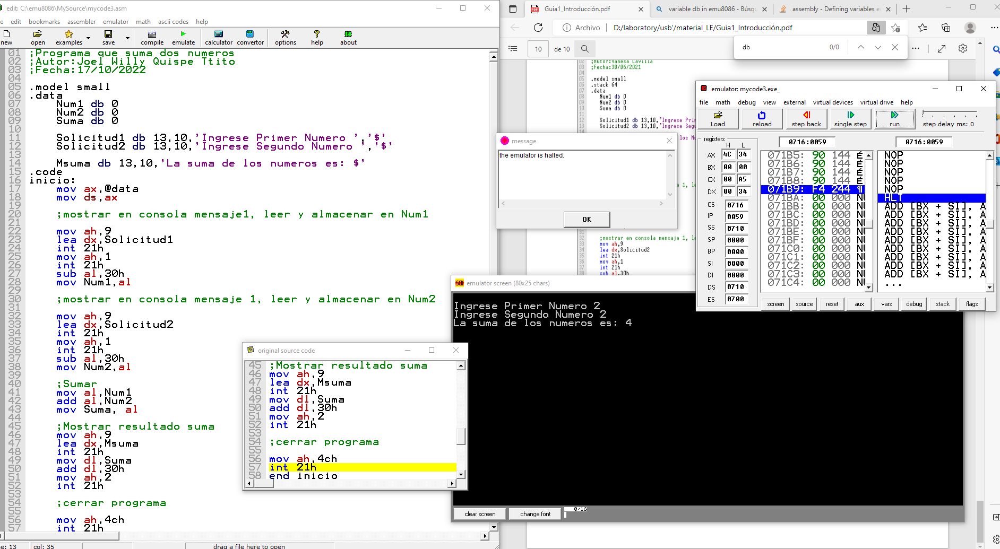 edit: C:\emu8086\MySource\mycode3.asm
edit bookmarks assembler emulator math ascii codes help
new open examples save compile emulate calculator convertor options help about
01 ;Programa que suma dos numeros
02 ;Autor:Joel Willy Quispe Ttito
03 ;Fecha:17/10/2022
04
05 .model small
06 .data
07 Num1 db 0
08 Num2 db 0
09 Suma db 0
10
11 Solicitud1 db 13,10,'Ingrese Primer Numero ','$'
12 Solicitud2 db 13,10,'Ingrese Segundo Numero ','$'
13
14 Msuma db 13,10,'La suma de los numeros es: $'
15 .code
16 inicio:
17 mov ax,@data
18 mov ds,ax
19
20 ;mostrar en consola mensaje1, leer y almacenar en Num1
21
22 mov ah,9
23 lea dx,Solicitud1
24 int 21h
25 mov ah,1
26 int 21h
27 sub al,30h
28 mov Num1,al
29
30 ;mostrar en consola mensaje 1, leer y almacenar en Num2
31
32 mov ah,9
33 lea dx,Solicitud2
34 int 21h
35 mov ah,1
36 int 21h
37 sub al,30h
38 mov Num2,al
39
40 ;Sumar
41 mov al,Num1
42 add al,Num2
43 mov Suma, al
44
45 ;Mostrar resultado suma
46 mov ah,9
47 lea dx,Msuma
48 int 21h
49 mov dl,Suma
50 add dl,30h
51 mov ah,2
52 int 21h
53
54 ;cerrar programa
55
56 mov ah,4ch
57 int 21h
e: 13 col: 35 drag a file here to open
original source code
45 ;Mostrar resultado suma
46 mov ah,9
47 lea dx,Msuma
48 int 21h
49 mov dl,Suma
50 add dl,30h
51 mov ah,2
52 int 21h
53
54 ;cerrar programa
55
56 mov ah,4ch
57 int 21h
58 end inicio
Guia1_Introducción.pdf
variable db in emu8086 - Búsqu
assembly - Defining variables e
Archivo D:/laboratory/usb'/material_LE/Guia1_Introducción.pdf
10 de 10
db 0/0
02 ;Autor:Vanesa Lavilla
03 ;Fecha:30/06/2021
04
05 .model small
06 .stack 64
07 .data
08 Num1 db 0
09 Num2 db 0
10 Suma db 0
11
12 Solicitud1 db 13,10,'Ingrese Prim
13 Solicitud2 db 13,10,'Ingrese Segu
los Nu
1, le
31
32 ;mostrar en consola mensaje 1, le
33 mov ah,9
34 lea dx,Solicitud2
35 int 21h
36 mov ah,1
37 int 21h
38 sub al,30h
message
the emulator is halted.
OK
emulator: mycode3.exe_
file math debug view external virtual devices virtual drive help
Load reload step back single step run step delay ms: 0
registers 0716:0059 0716:0059
H L
AX 4C 34
BX 00 00
CX 00 A5
DX 00 34
CS 0716
IP 0059
SS 0710
SP 0000
BP 0000
SI 0000
DI 0000
DS 0710
ES 0700
071B5: 90 144 É
071B6: 90 144 É
071B7: 90 144 É
071B8: 90 144 É
071B9: F4 244 ¶
071BA: 00 000 NU
071BB: 00 000 NU
071BC: 00 000 NU
071BD: 00 000 NU
071BE: 00 000 NU
071BF: 00 000 NU
071C0: 00 000 NU
071C1: 00 000 NU
071C2: 00 000 NU
071C3: 00 000 NU
071C4: 00 000 NU
NOP
NOP
NOP
NOP
NOP
HLT
ADD [BX + SI], A
ADD [BX + SI], A
ADD [BX + SI], A
ADD [BX + SI], A
ADD [BX + SI], A
ADD [BX + SI], A
ADD [BX + SI], A
ADD [BX + SI], A
ADD [BX + SI], A
...
screen source reset aux vars debug stack flags
emulator screen (80x25 chars)
Ingrese Primer Numero 2
Ingrese Segundo Numero 2
La suma de los numeros es: 4
clear screen change font 0/16